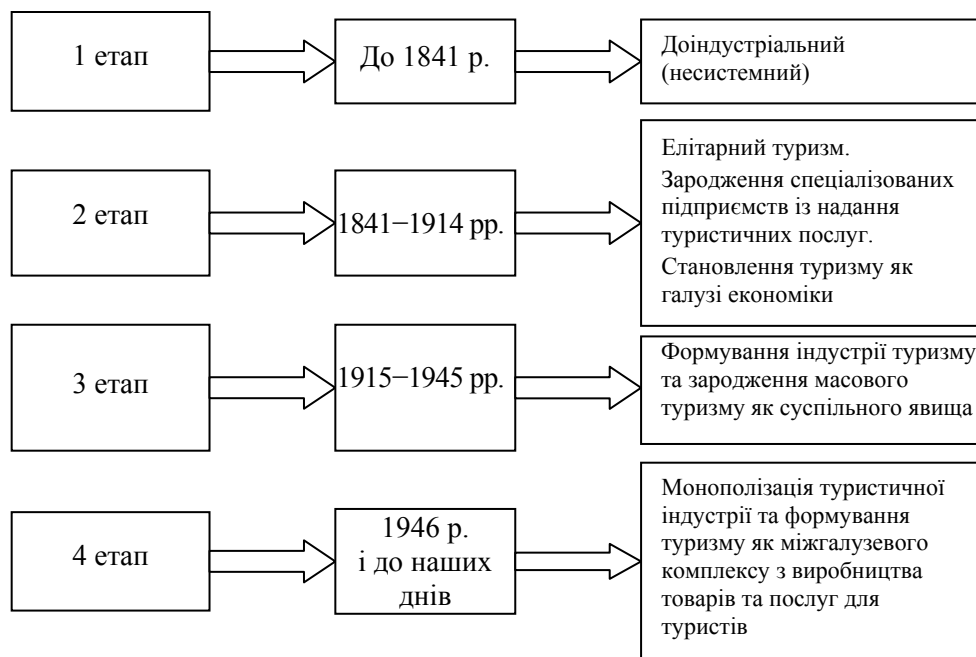 1 етап
До 1841 р.
Доіндустріальний
(несистемний)
2 етап
1841−1914 рр.
Елітарний туризм.
Зародження спеціалізованих
підприємств із надання
туристичних послуг.
Становлення туризму як
галузі економіки
3 етап
1915−1945 рр.
Формування індустрії туризму
та зародження масового
туризму як суспільного явища
4 етап
1946 р.
і до наших
днів
Монополізація туристичної
індустрії та формування
туризму як міжгалузевого
комплексу з виробництва
товарів та послуг для
туристів